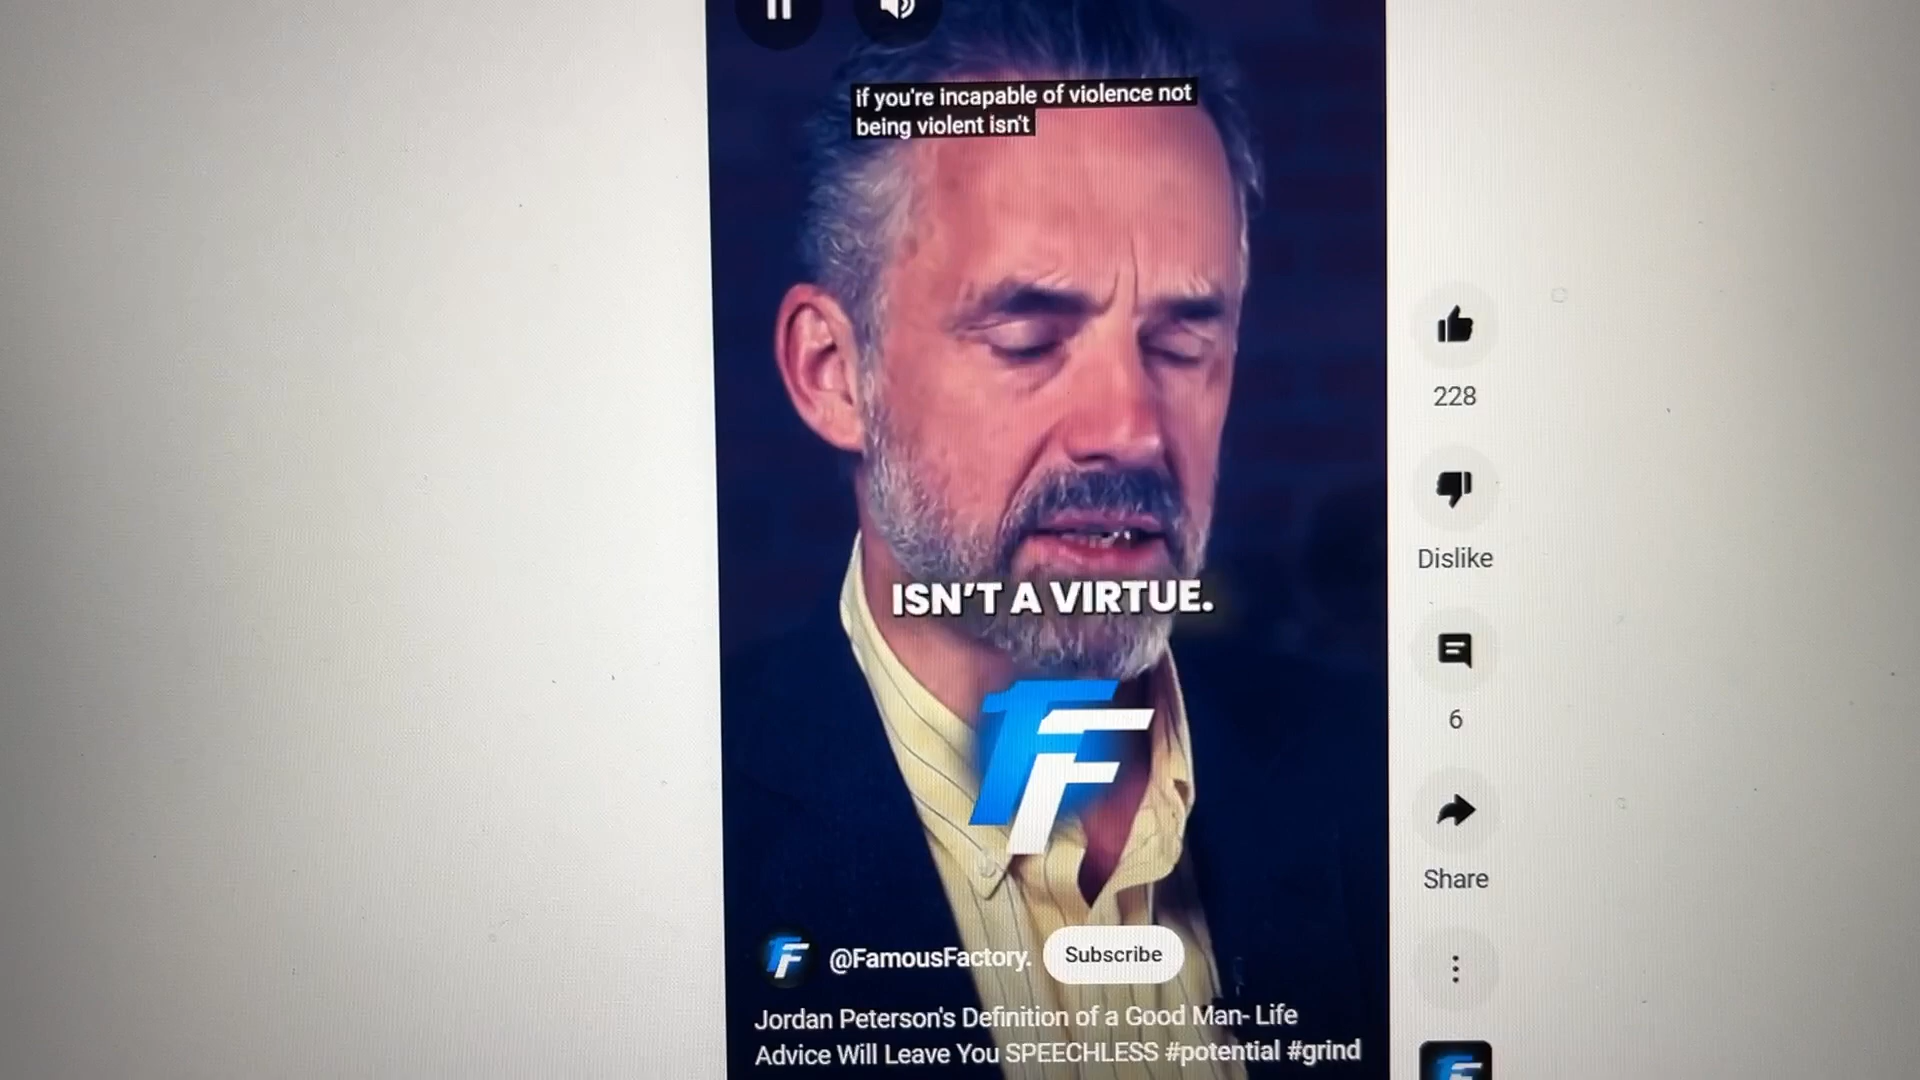 if you're incapable of violence not
being violent isn't
ISN'T A VIRTUE.
FF
@FamousFactory.
Subscribe
Jordan Peterson's Definition of a Good Man- Life
Advice Will Leave You SPEECHLESS #potential #grind
228
Dislike
6
Share